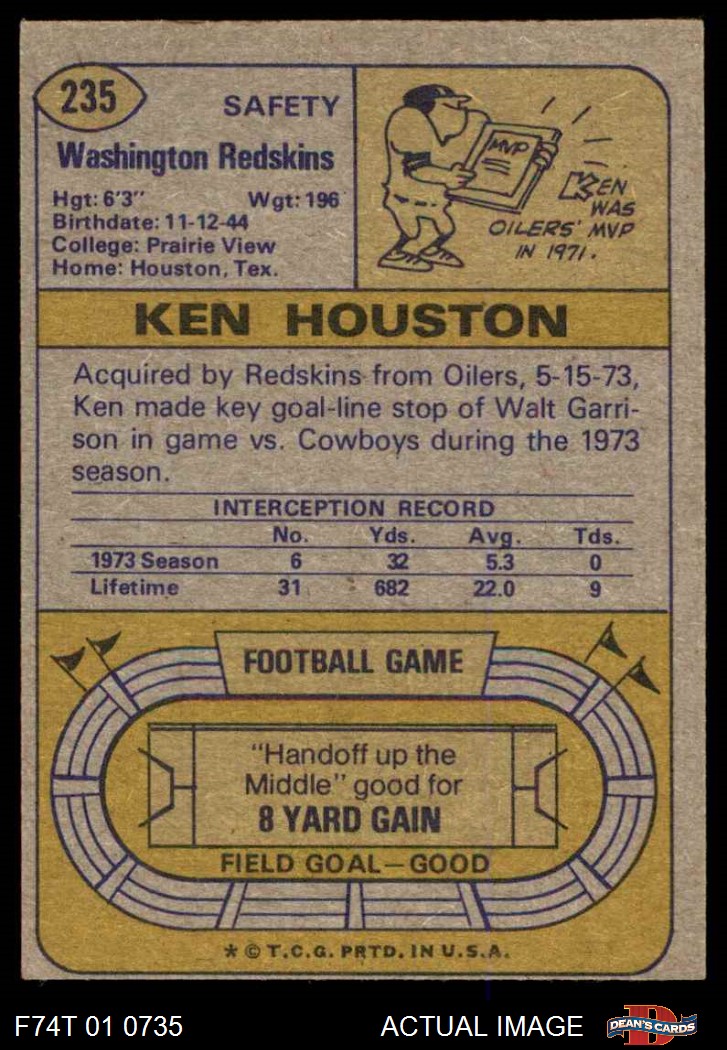 235
SAFETY
Washington Redskins
Hgt: 6'3" Wgt: 196
Birthdate: 11-12-44
College: Prairie View
Home: Houston, Tex.
MVP
KEN
WAS
OILERS' MVP
IN 1971.
KEN HOUSTON
Acquired by Redskins from Oilers, 5-15-73,
Ken made key goal-line stop of Walt Garri-
son in game vs. Cowboys during the 1973
season.
INTERCEPTION RECORD
No. Yds. Avg. Tds.
1973 Season 6 32 5.3 0
Lifetime 31 682 22.0 9
FOOTBALL GAME
"Handoff up the
Middle" good for
8 YARD GAIN
FIELD GOAL—GOOD
* © T.C.G. PRTD. IN U.S.A.
F74T 01 0735 ACTUAL IMAGE D DEAN'S CARDS